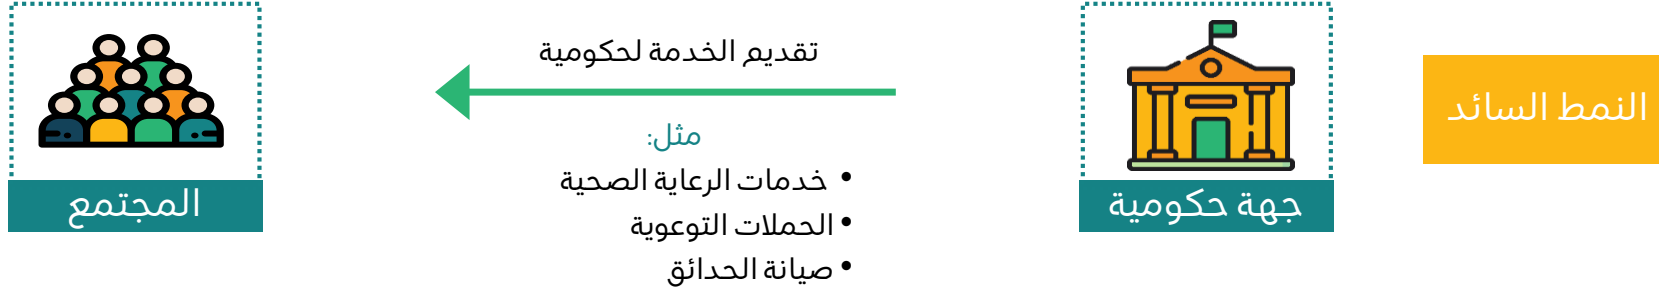 النمط السائد
جهة حكومية
تقديم الخدمة لحكومية
مثل:
• خدمات الرعاية الصحية
• الحملات التوعوية
• صيانة الحدائق
المجتمع